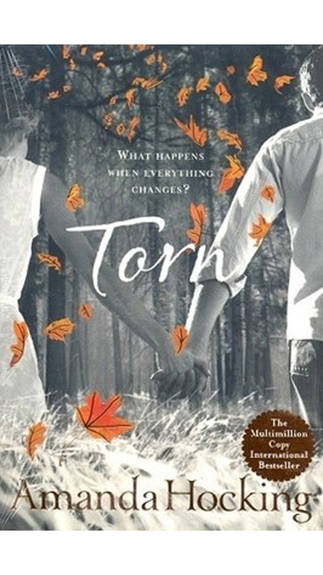 WHAT HAPPENS
WHEN EVERYTHING
CHANGES?
Torn
The
Multimillion
Copy
International
Bestseller
Amanda Hocking